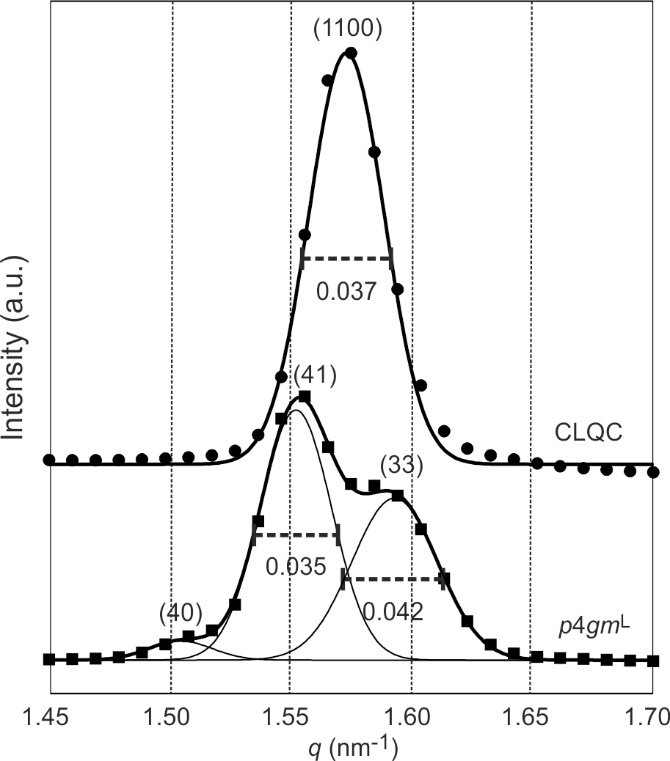 (1100)
0.037
(41)
CLQC
(33)
0.035
(40)
0.042
p4gmᴸ
Intensity (a.u.)
1.45 1.50 1.55 1.60 1.65 1.70
q (nm⁻¹)